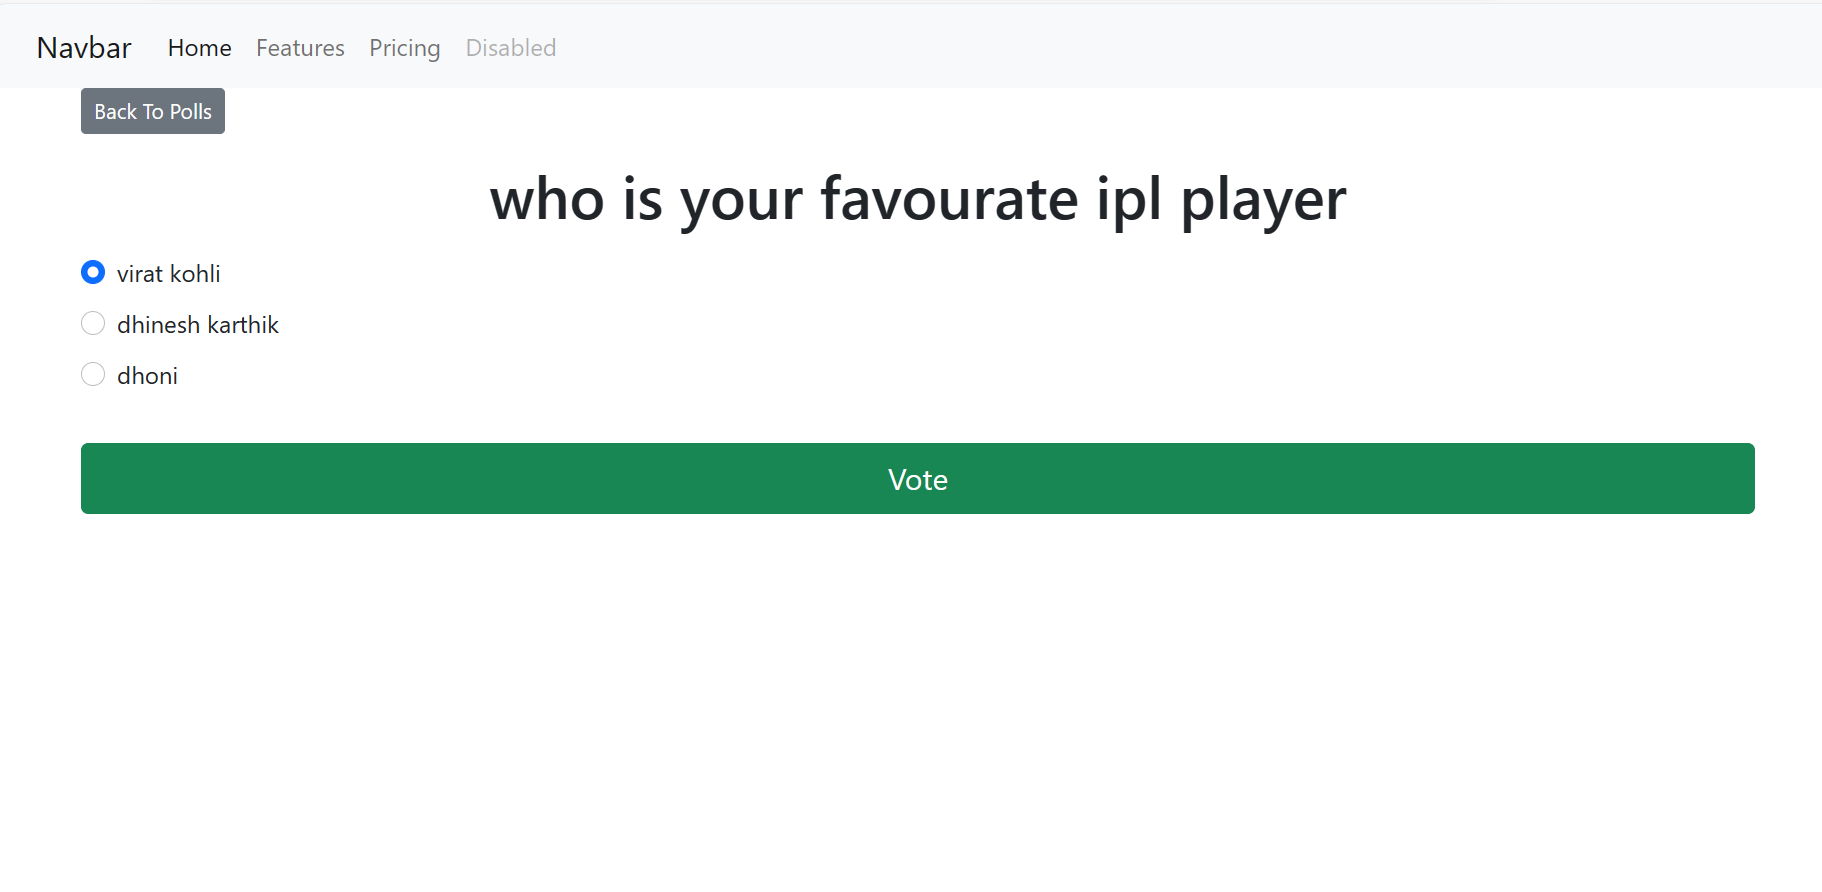 Navbar Home Features Pricing Disabled
Back To Polls
who is your favourate ipl player
virat kohli
dhinesh karthik
dhoni
Vote